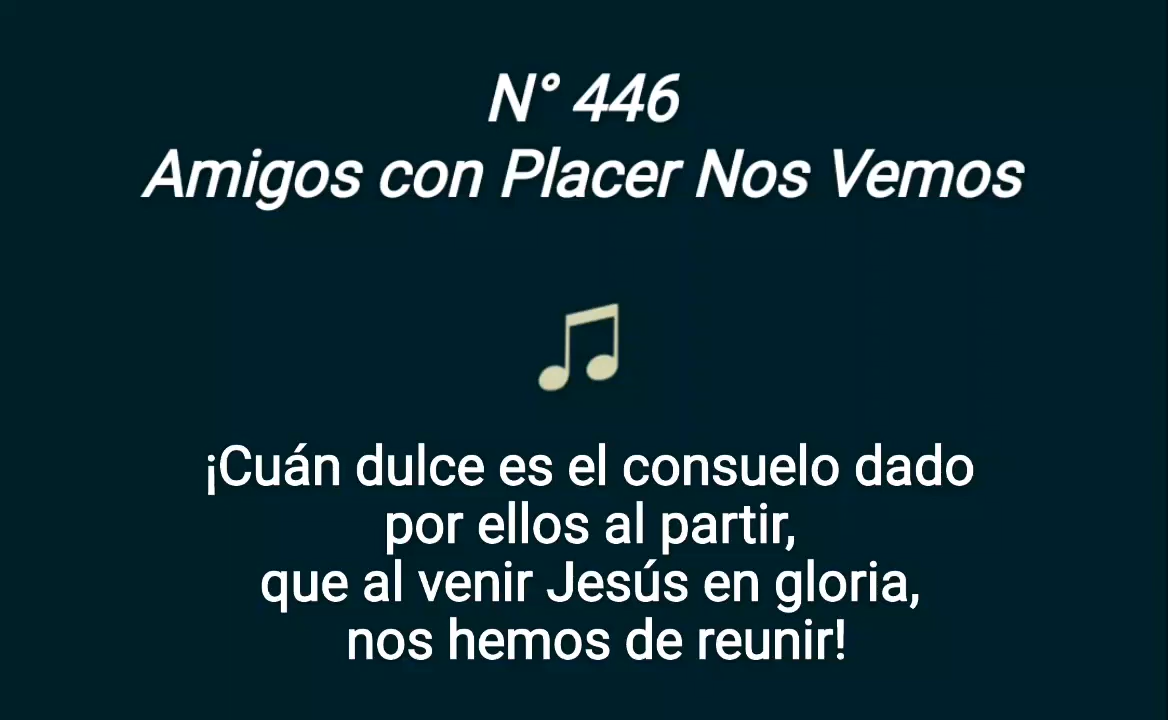 N° 446
Amigos con Placer Nos Vemos
¡Cuán dulce es el consuelo dado
por ellos al partir,
que al venir Jesús en gloria,
nos hemos de reunir!